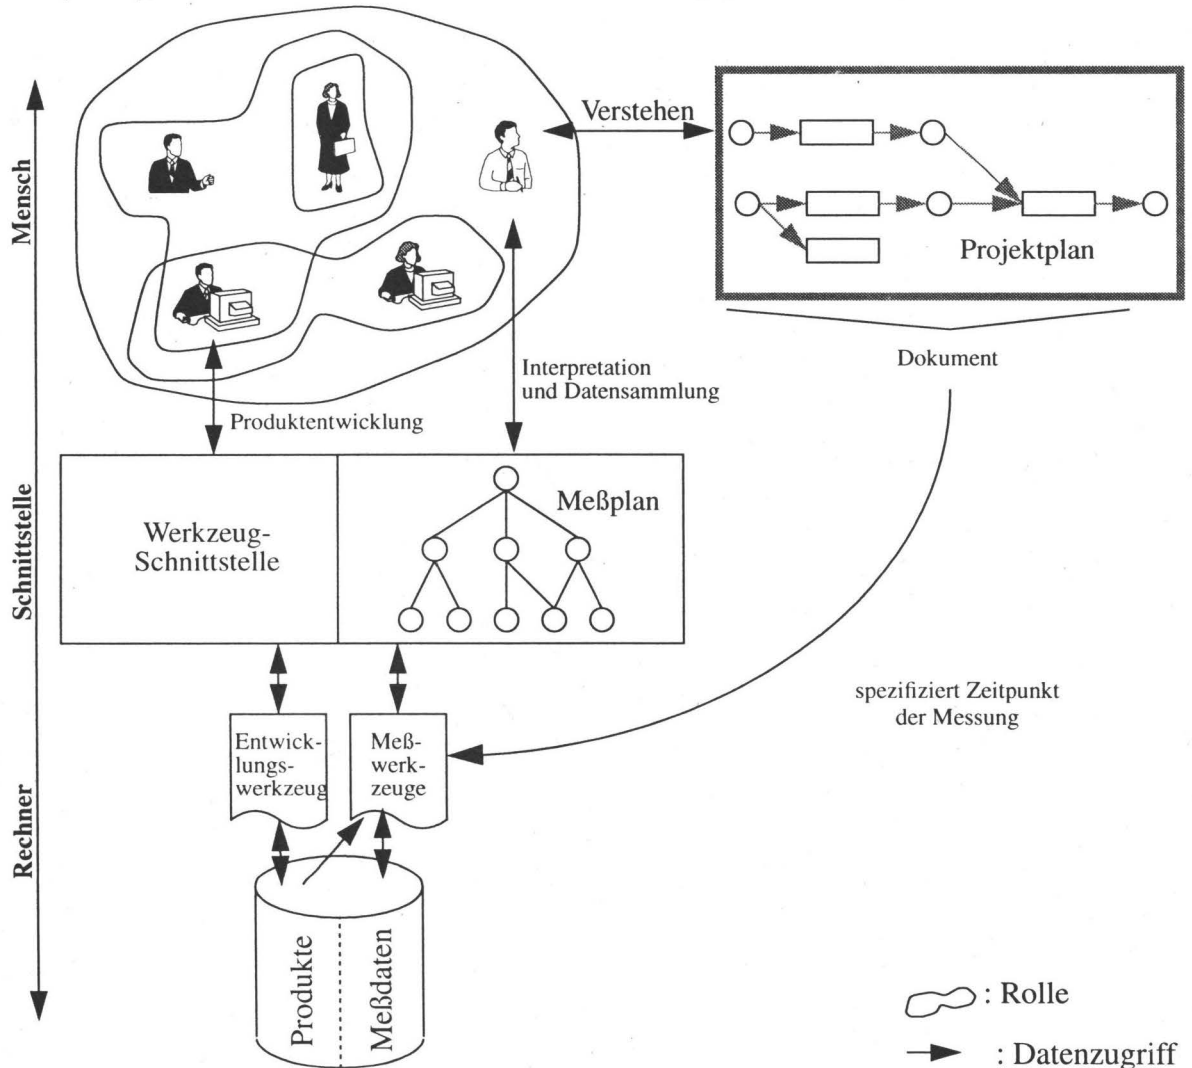 Mensch
Schnittstelle
Rechner
Verstehen
Projektplan
Dokument
Interpretation
und Datensammlung
Produktentwicklung
Werkzeug-
Schnittstelle
Meßplan
spezifiziert Zeitpunkt
der Messung
Entwick-
lungs-
werkzeug
Meß-
werk-
zeuge
Produkte
Meßdaten
: Rolle
: Datenzugriff